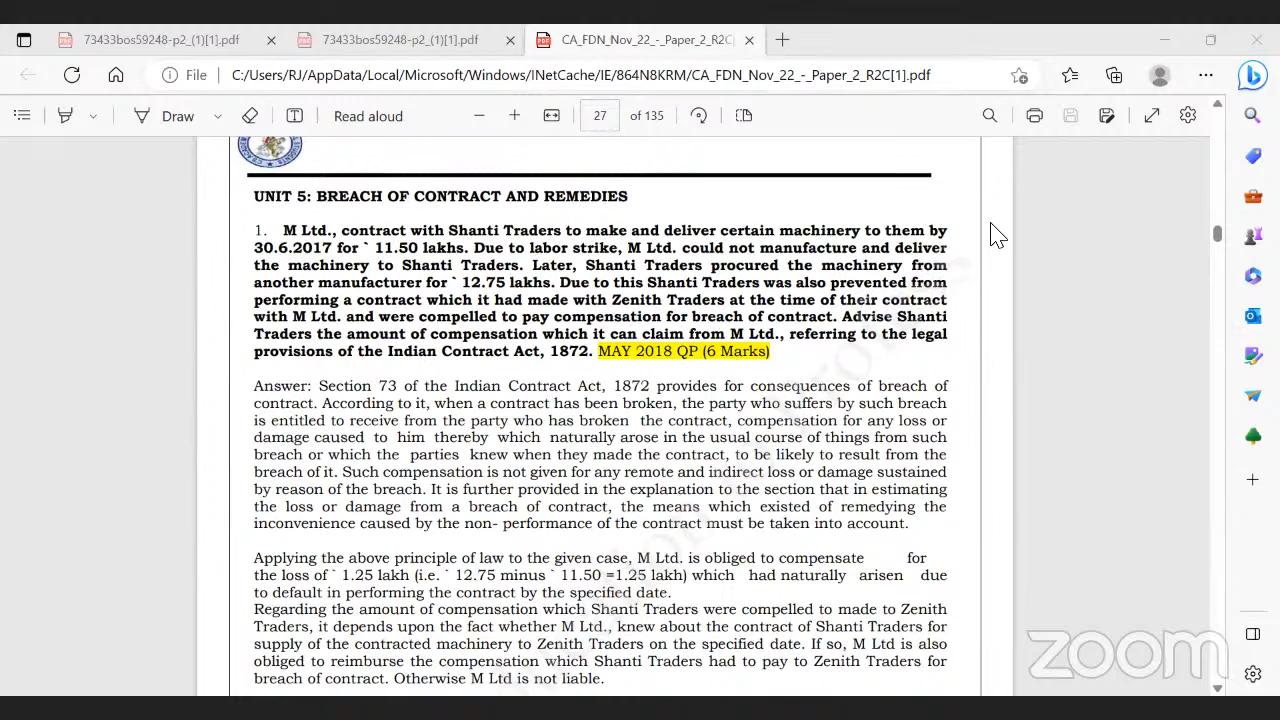 73433bos59248-p2_(1)[1].pdf
73433bos59248-p2_(1)[1].pdf
CA_FDN_Nov_22_-_Paper_2_R2C
File C:/Users/RJ/AppData/Local/Microsoft/Windows/INetCache/IE/864N8KRM/CA_FDN_Nov_22_-_Paper_2_R2C[1].pdf
Draw Read aloud 27 of 135
UNIT 5: BREACH OF CONTRACT AND REMEDIES
1. M Ltd., contract with Shanti Traders to make and deliver certain machinery to them by
30.6.2017 for ` 11.50 lakhs. Due to labor strike, M Ltd. could not manufacture and deliver
the machinery to Shanti Traders. Later, Shanti Traders procured the machinery from
another manufacturer for ` 12.75 lakhs. Due to this Shanti Traders was also prevented from
performing a contract which it had made with Zenith Traders at the time of their contract
with M Ltd. and were compelled to pay compensation for breach of contract. Advise Shanti
Traders the amount of compensation which it can claim from M Ltd., referring to the legal
provisions of the Indian Contract Act, 1872. MAY 2018 QP (6 Marks)
Answer: Section 73 of the Indian Contract Act, 1872 provides for consequences of breach of
contract. According to it, when a contract has been broken, the party who suffers by such breach
is entitled to receive from the party who has broken the contract, compensation for any loss or
damage caused to him thereby which naturally arose in the usual course of things from such
breach or which the parties knew when they made the contract, to be likely to result from the
breach of it. Such compensation is not given for any remote and indirect loss or damage sustained
by reason of the breach. It is further provided in the explanation to the section that in estimating
the loss or damage from a breach of contract, the means which existed of remedying the
inconvenience caused by the non- performance of the contract must be taken into account.
Applying the above principle of law to the given case, M Ltd. is obliged to compensate for
the loss of ` 1.25 lakh (i.e. ` 12.75 minus ` 11.50 =1.25 lakh) which had naturally arisen due
to default in performing the contract by the specified date.
Regarding the amount of compensation which Shanti Traders were compelled to made to Zenith
Traders, it depends upon the fact whether M Ltd., knew about the contract of Shanti Traders for
supply of the contracted machinery to Zenith Traders on the specified date. If so, M Ltd is also
obliged to reimburse the compensation which Shanti Traders had to pay to Zenith Traders for
breach of contract. Otherwise M Ltd is not liable.
zoom